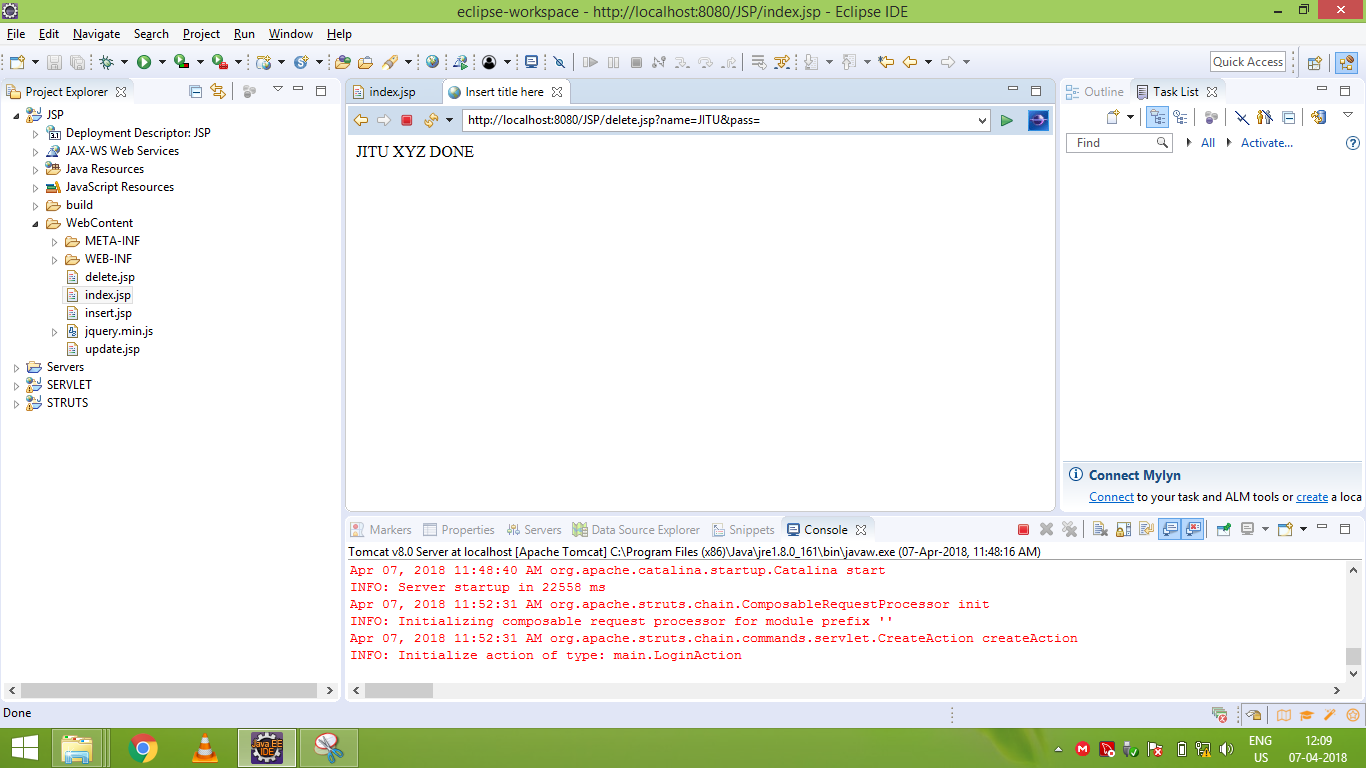 eclipse-workspace - http://localhost:8080/JSP/index.jsp - Eclipse IDE
File Edit Navigate Search Project Run Window Help
Quick Access
Project Explorer
JSP
Deployment Descriptor: JSP
JAX-WS Web Services
Java Resources
JavaScript Resources
build
WebContent
META-INF
WEB-INF
delete.jsp
index.jsp
insert.jsp
jquery.min.js
update.jsp
Servers
SERVLET
STRUTS
index.jsp Insert title here
http://localhost:8080/JSP/delete.jsp?name=JITU&pass=
JITU XYZ DONE
Outline Task List
Find All Activate...
Connect Mylyn
Connect to your task and ALM tools or create a loca
Markers Properties Servers Data Source Explorer Snippets Console
Tomcat v8.0 Server at localhost [Apache Tomcat] C:\Program Files (x86)\Java\jre1.8.0_161\bin\javaw.exe (07-Apr-2018, 11:48:16 AM)
Apr 07, 2018 11:48:40 AM org.apache.catalina.startup.Catalina start
INFO: Server startup in 22558 ms
Apr 07, 2018 11:52:31 AM org.apache.struts.chain.ComposableRequestProcessor init
INFO: Initializing composable request processor for module prefix ''
Apr 07, 2018 11:52:31 AM org.apache.struts.chain.commands.servlet.CreateAction createAction
INFO: Initialize action of type: main.LoginAction
Done
Java EE
IDE
ENG
US
12:09
07-04-2018